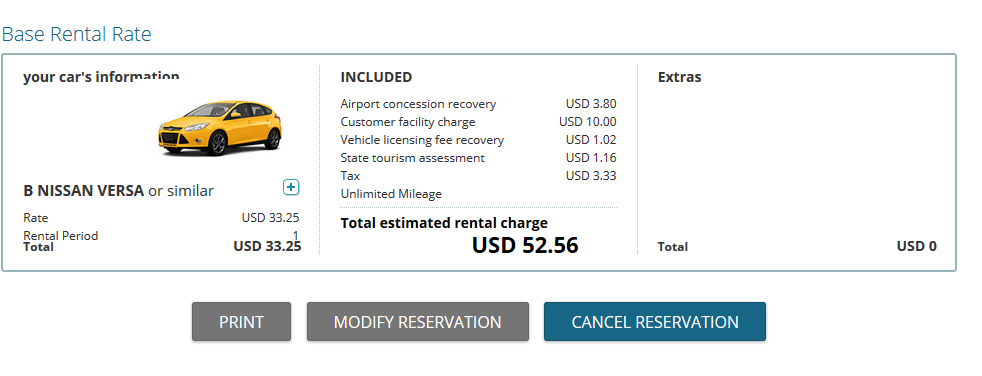 Base Rental Rate
your car's information
B NISSAN VERSA or similar
Rate USD 33.25
Rental Period 1
Total USD 33.25
INCLUDED
Airport concession recovery USD 3.80
Customer facility charge USD 10.00
Vehicle licensing fee recovery USD 1.02
State tourism assessment USD 1.16
Tax USD 3.33
Unlimited Mileage
Total estimated rental charge
USD 52.56
Extras
Total USD 0
PRINT
MODIFY RESERVATION
CANCEL RESERVATION